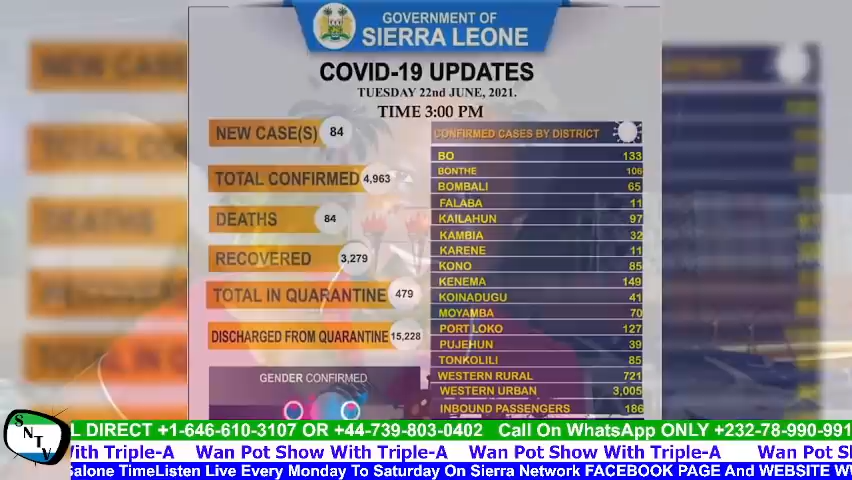 GOVERNMENT OF
SIERRA LEONE
COVID-19 UPDATES
TUESDAY 22nd JUNE, 2021.
TIME 3:00 PM
NEW CASE(S) 84
TOTAL CONFIRMED 4,963
DEATHS 84
RECOVERED 3,279
TOTAL IN QUARANTINE 479
DISCHARGED FROM QUARANTINE 15,228
GENDER CONFIRMED
CONFIRMED CASES BY DISTRICT
BO 133
BONTHE 106
BOMBALI 65
FALABA 11
KAILAHUN 97
KAMBIA 32
KARENE 11
KONO 85
KENEMA 149
KOINADUGU 41
MOYAMBA 70
PORT LOKO 127
PUJEHUN 39
TONKOLILI 85
WESTERN RURAL 721
WESTERN URBAN 3,005
INBOUND PASSENGERS 186
SNTV
L DIRECT +1-646-610-3107 OR +44-739-803-0402 Call On WhatsApp ONLY +232-78-990-991
With Triple-A Wan Pot Show With Triple-A Wan Pot Show With Triple-A Wan Pot S
Salone TimeListen Live Every Monday To Saturday On Sierra Network FACEBOOK PAGE And WEBSITE W